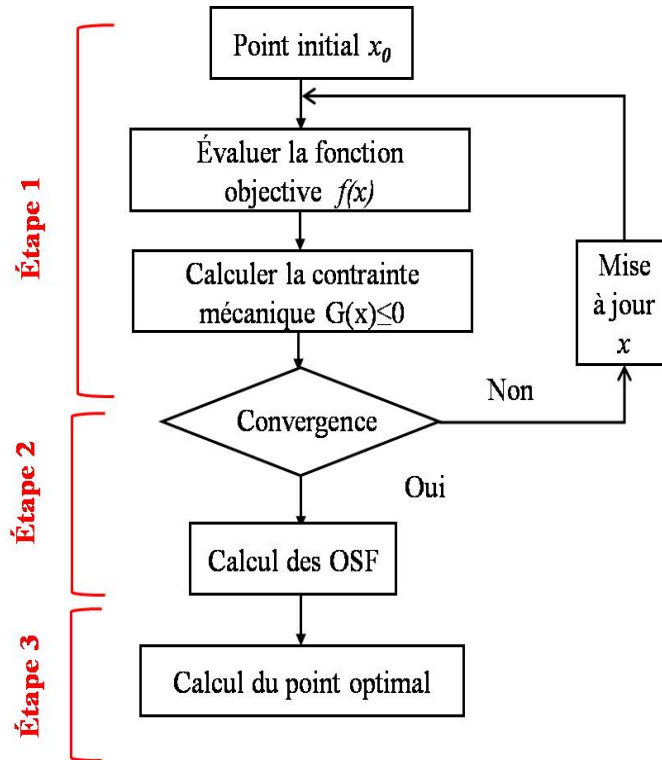 Point initial x₀
Étape 1
Évaluer la fonction
objective f(x)
Calculer la contrainte
mécanique G(x)≤0
Mise
à jour
x
Non
Convergence
Étape 2
Oui
Calcul des OSF
Étape 3
Calcul du point optimal